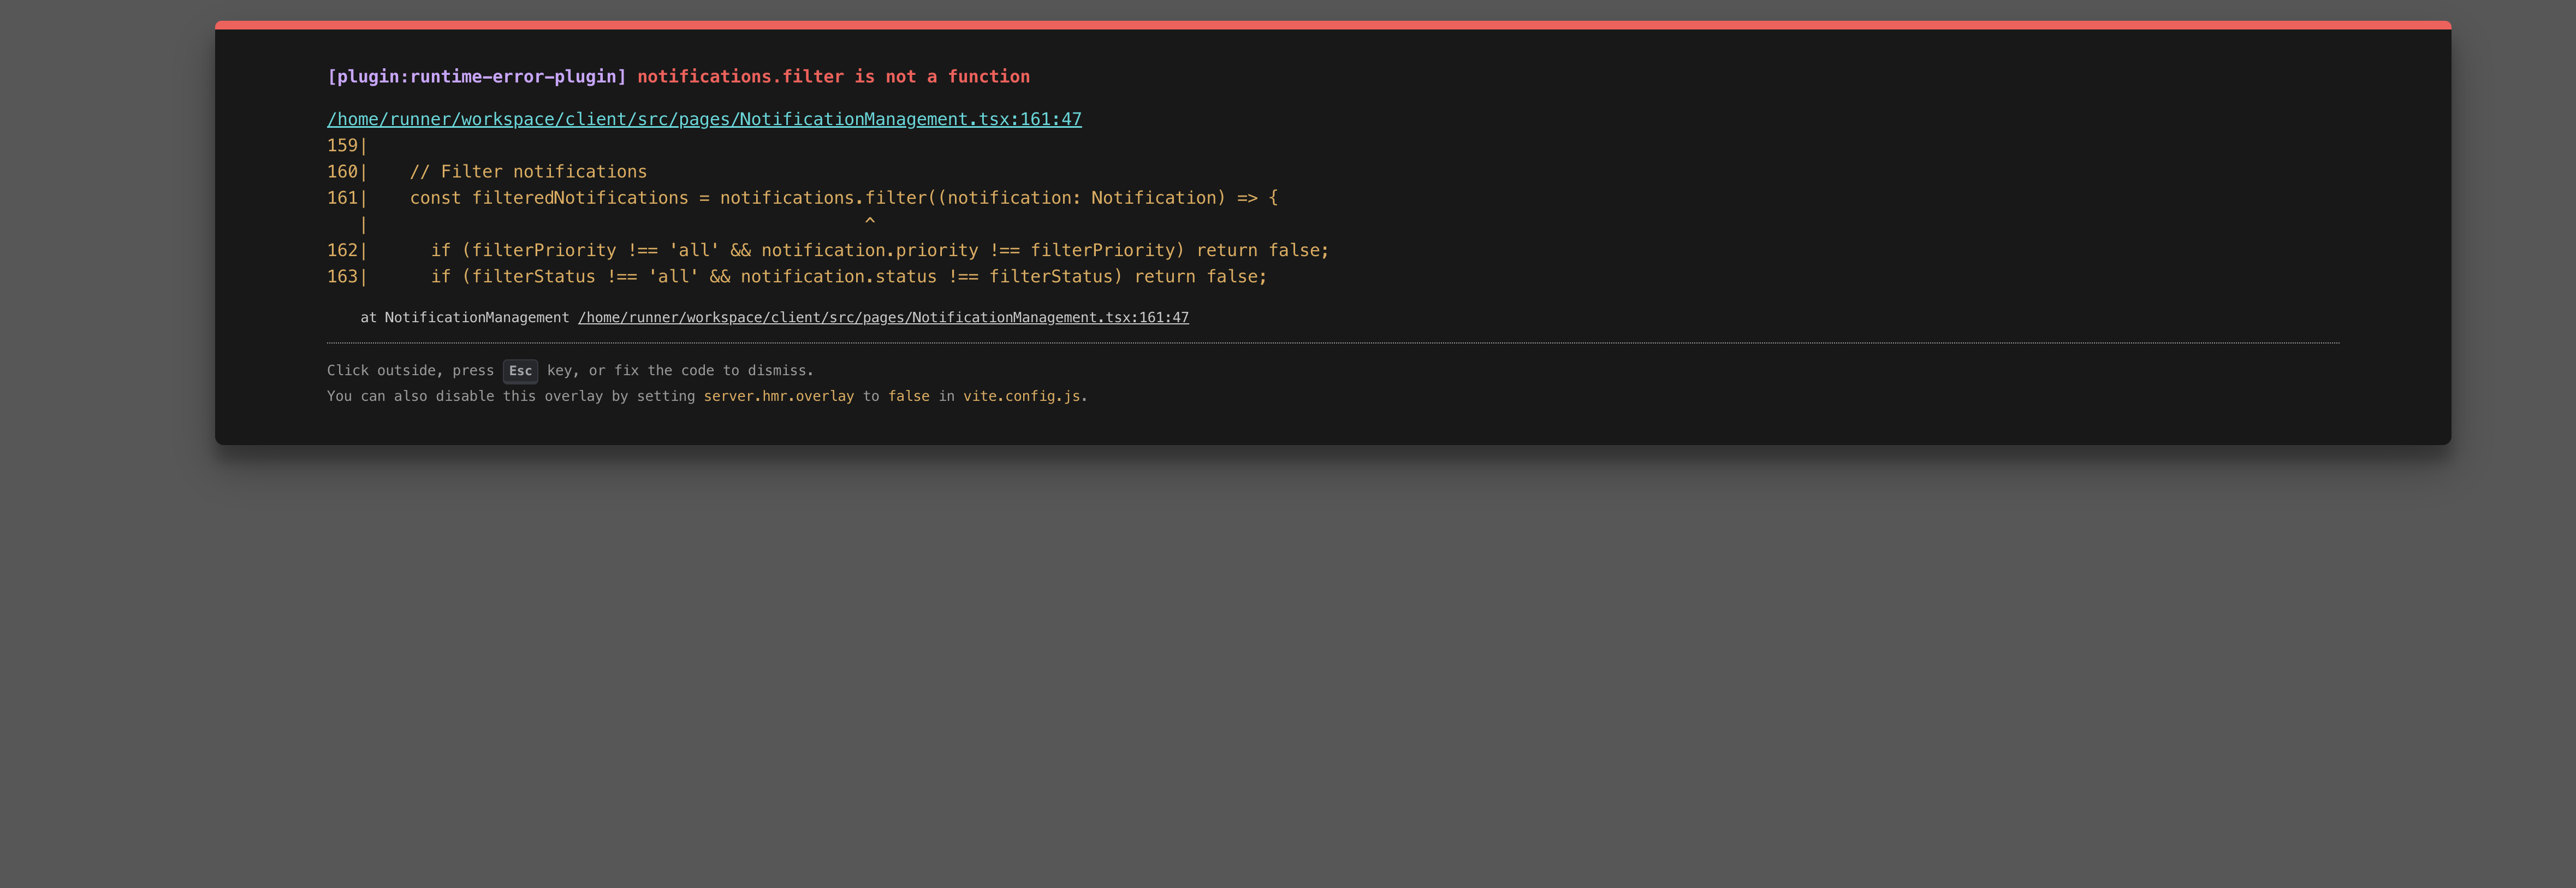 [plugin:runtime-error-plugin] notifications.filter is not a function
/home/runner/workspace/client/src/pages/NotificationManagement.tsx:161:47
159|
160|    // Filter notifications
161|    const filteredNotifications = notifications.filter((notification: Notification) => {
   |                                                ^
162|      if (filterPriority !== 'all' && notification.priority !== filterPriority) return false;
163|      if (filterStatus !== 'all' && notification.status !== filterStatus) return false;
    at NotificationManagement /home/runner/workspace/client/src/pages/NotificationManagement.tsx:161:47
Click outside, press Esc key, or fix the code to dismiss.
You can also disable this overlay by setting server.hmr.overlay to false in vite.config.js.